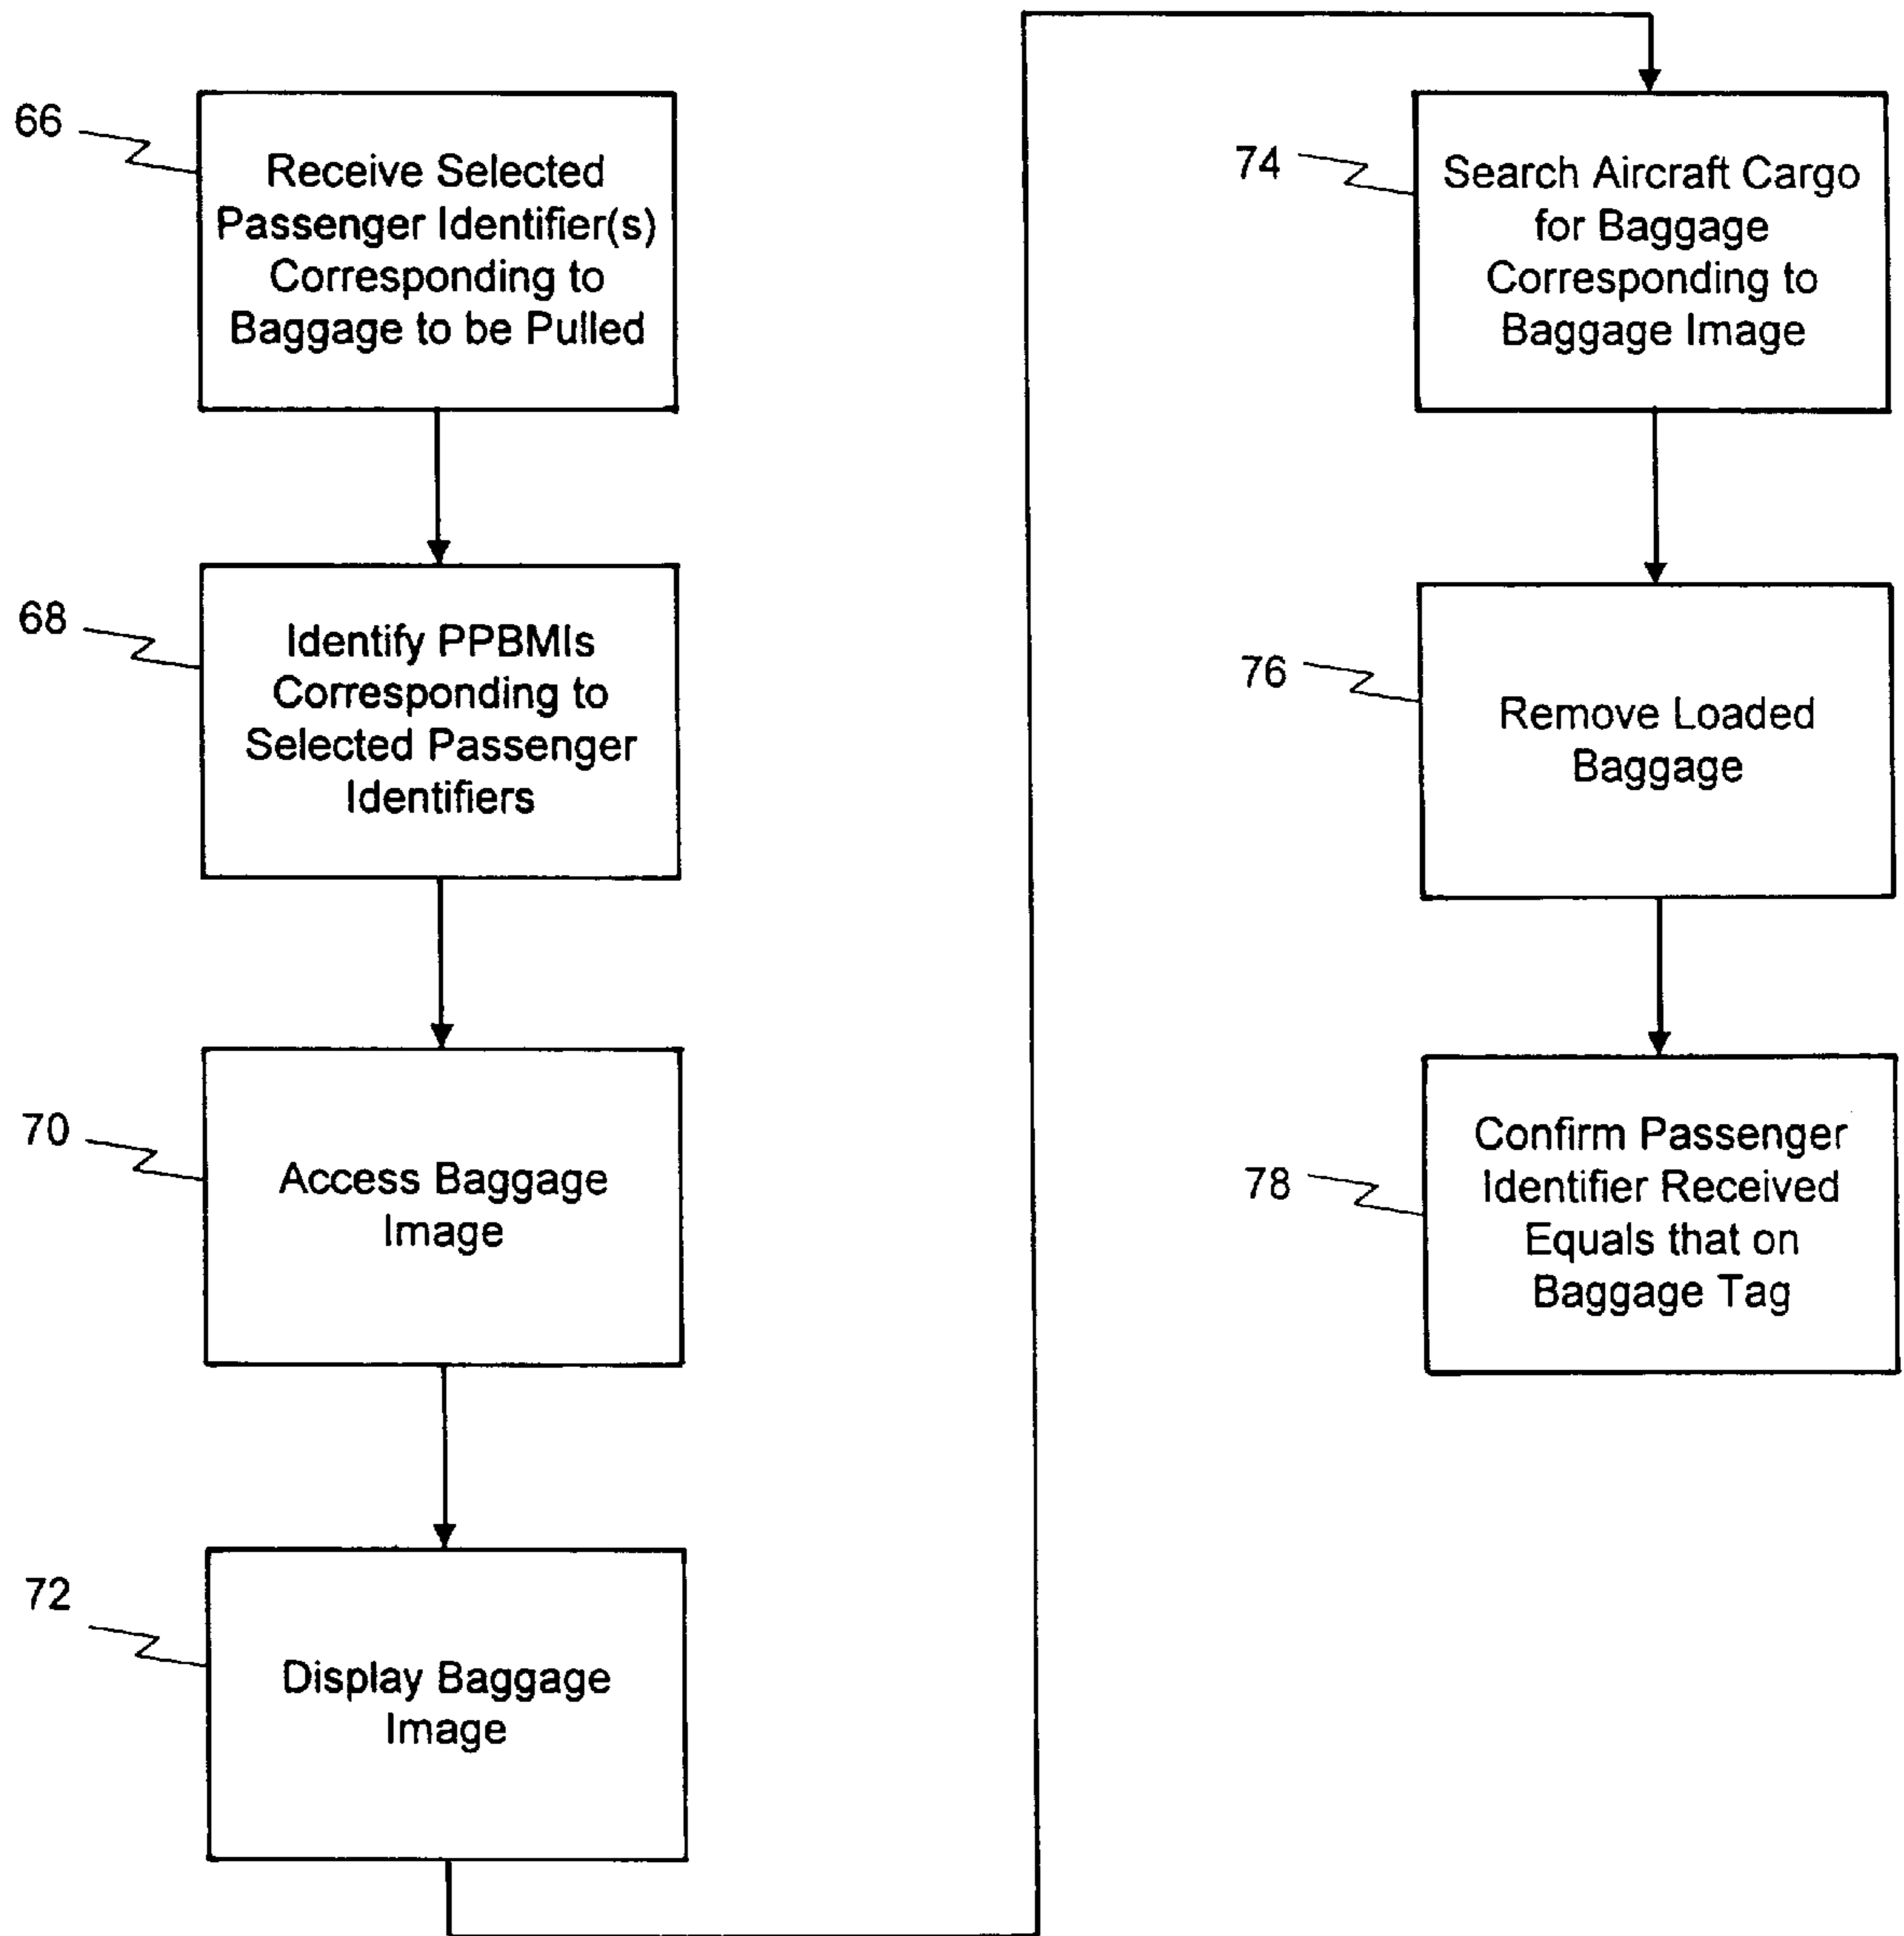 66
Receive Selected
Passenger Identifier(s)
Corresponding to
Baggage to be Pulled
68
Identify PPBMIs
Corresponding to
Selected Passenger
Identifiers
70
Access Baggage
Image
72
Display Baggage
Image
74
Search Aircraft Cargo
for Baggage
Corresponding to
Baggage Image
76
Remove Loaded
Baggage
78
Confirm Passenger
Identifier Received
Equals that on
Baggage Tag